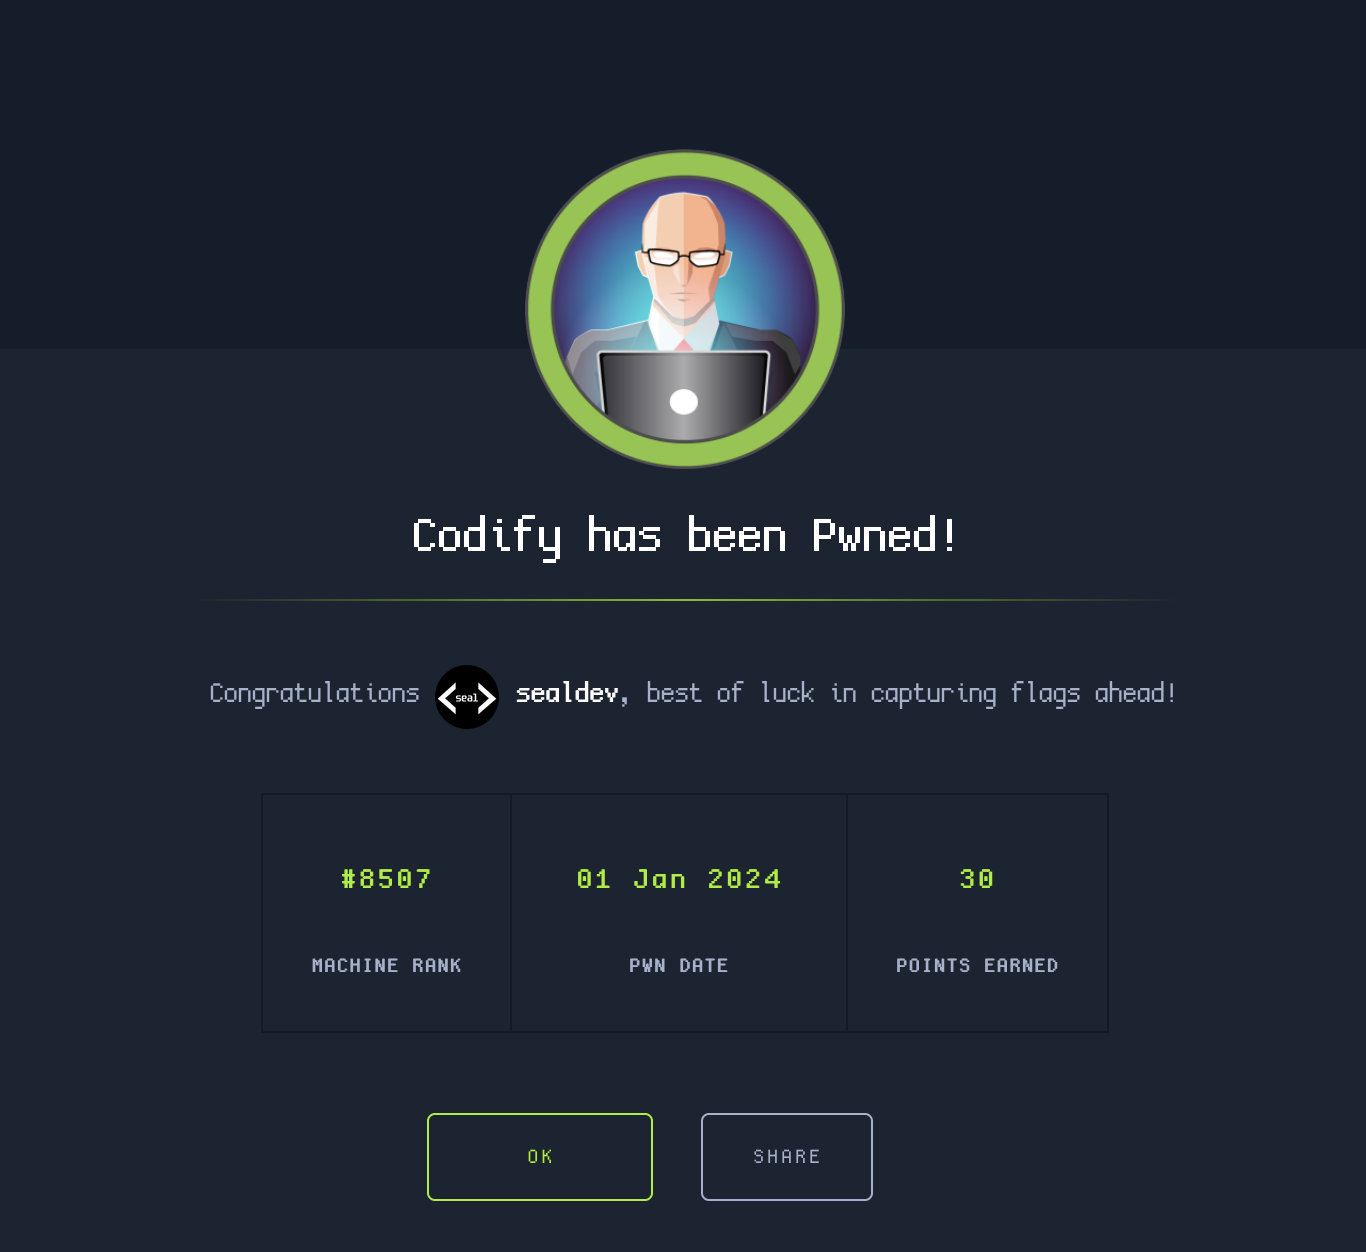 Codify has been Pwned!
Congratulations <seal> sealdev, best of luck in capturing flags ahead!
#8507
MACHINE RANK
01 Jan 2024
PWN DATE
30
POINTS EARNED
OK
SHARE